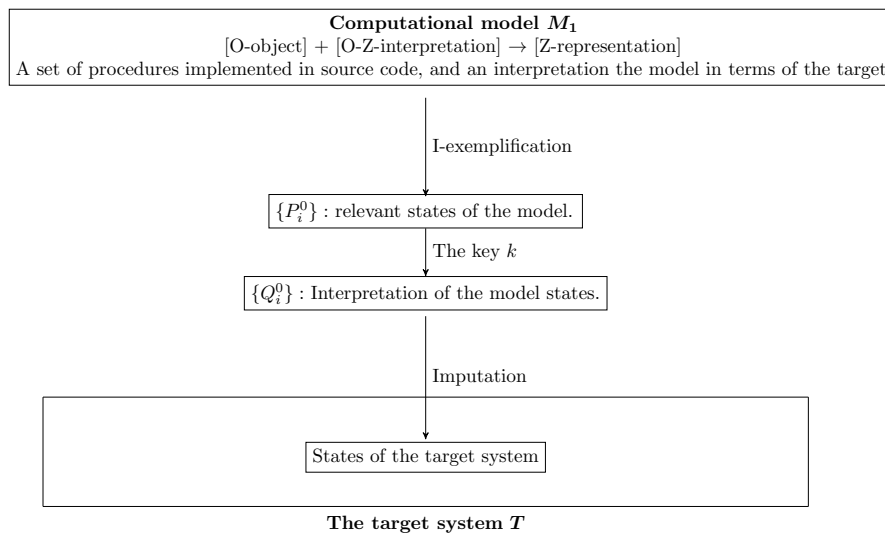 Computational model M₁
[O-object] + [O-Z-interpretation] → [Z-representation]
A set of procedures implemented in source code, and an interpretation the model in terms of the target
I-exemplification
{P_i^0} : relevant states of the model.
The key k
{Q_i^0} : Interpretation of the model states.
Imputation
States of the target system
The target system T